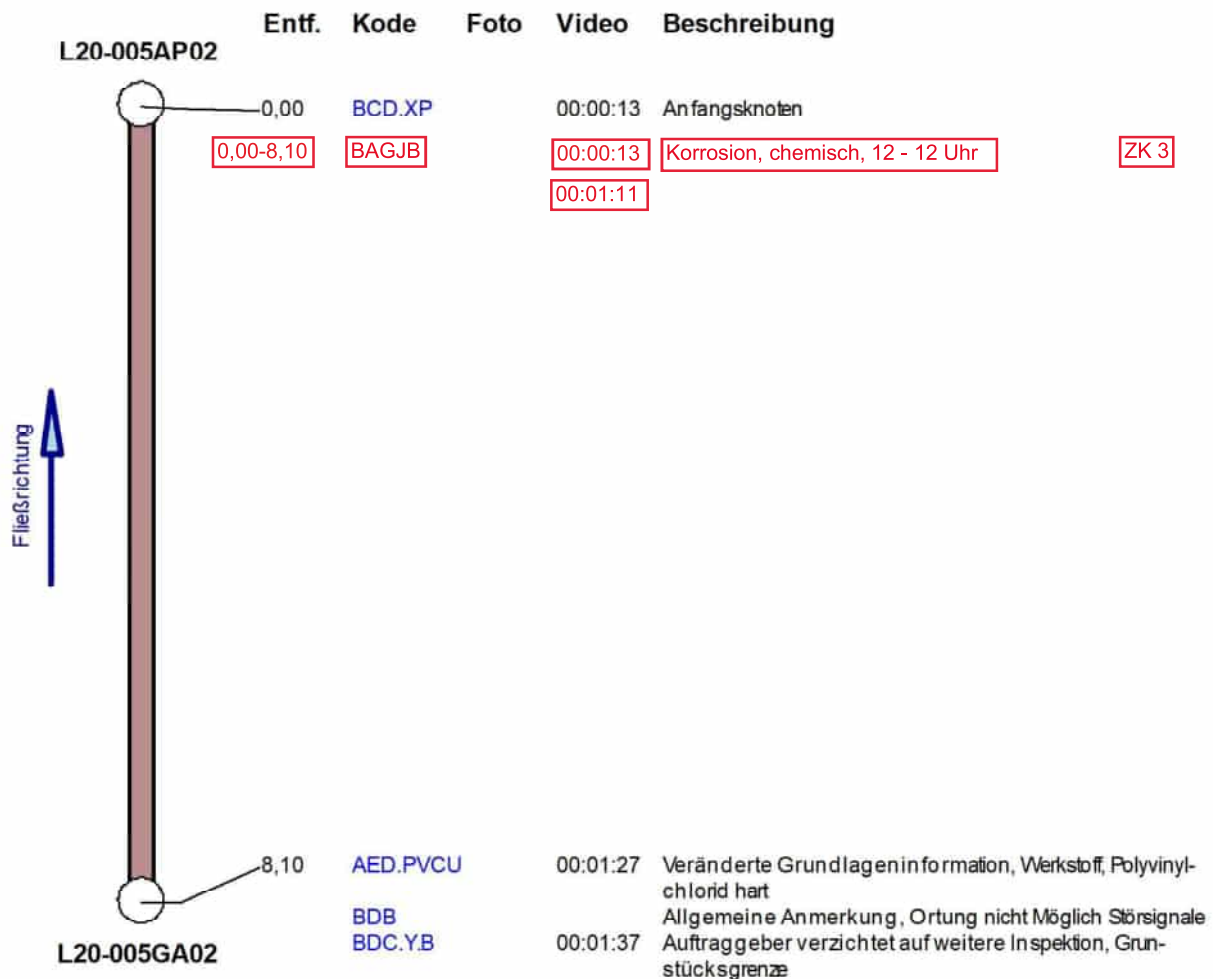 Entf. Kode Foto Video Beschreibung
L20-005AP02
0,00 BCD.XP 00:00:13 Anfangsknoten
0,00-8,10 BAGJB 00:00:13 Korrosion, chemisch, 12 - 12 Uhr ZK 3
00:01:11
Fließrichtung
8,10 AED.PVCU 00:01:27 Veränderte Grundlageninformation, Werkstoff, Polyvinyl-
chlorid hart
BDB Allgemeine Anmerkung, Ortung nicht Möglich Störsignale
BDC.Y.B 00:01:37 Auftraggeber verzichtet auf weitere Inspektion, Grun-
stücksgrenze
L20-005GA02